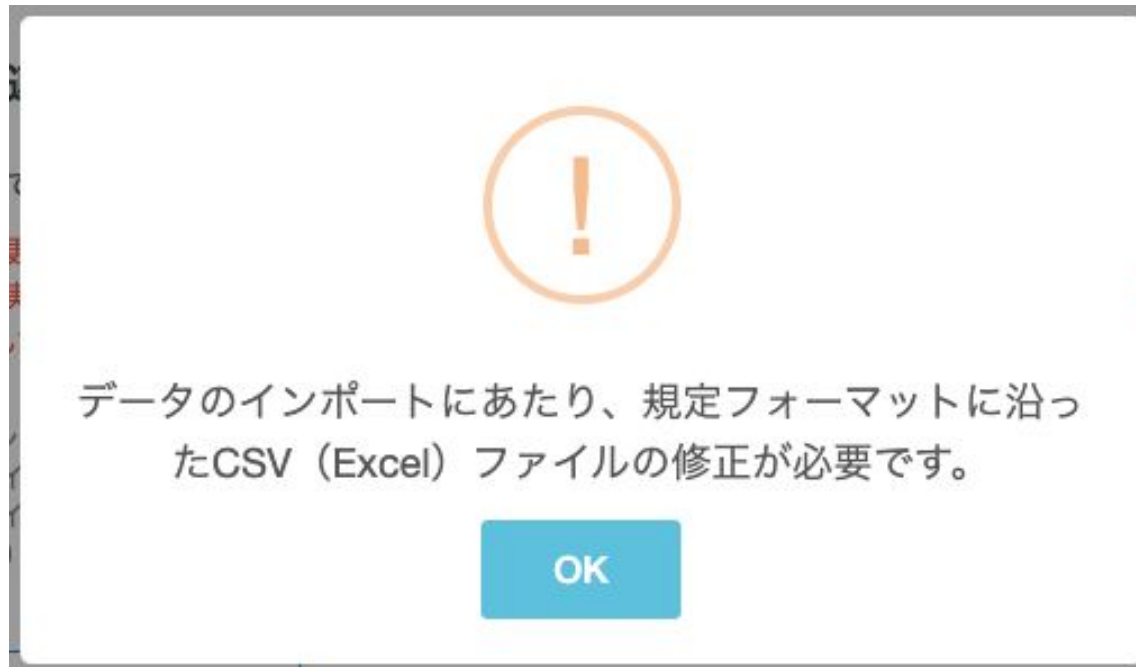 データのインポートにあたり、規定フォーマットに沿っ
たCSV（Excel）ファイルの修正が必要です。
OK